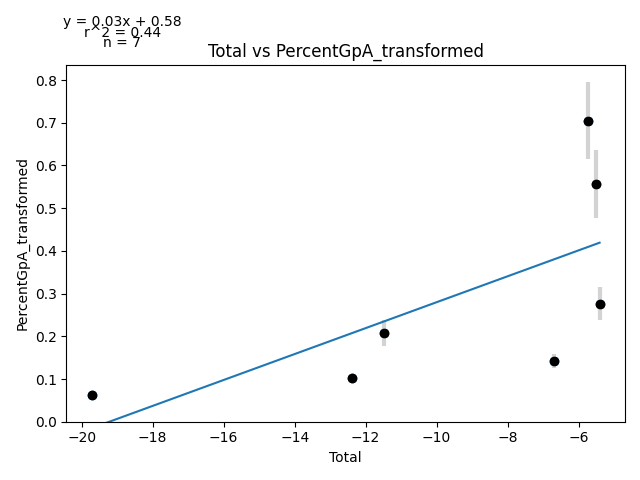 y = 0.03x + 0.58
r^2 = 0.44
n = 7
Total vs PercentGpA_transformed
PercentGpA_transformed
0.8
0.7
0.6
0.5
0.4
0.3
0.2
0.1
0.0
−20
−18
−16
−14
−12
−10
−8
−6
Total